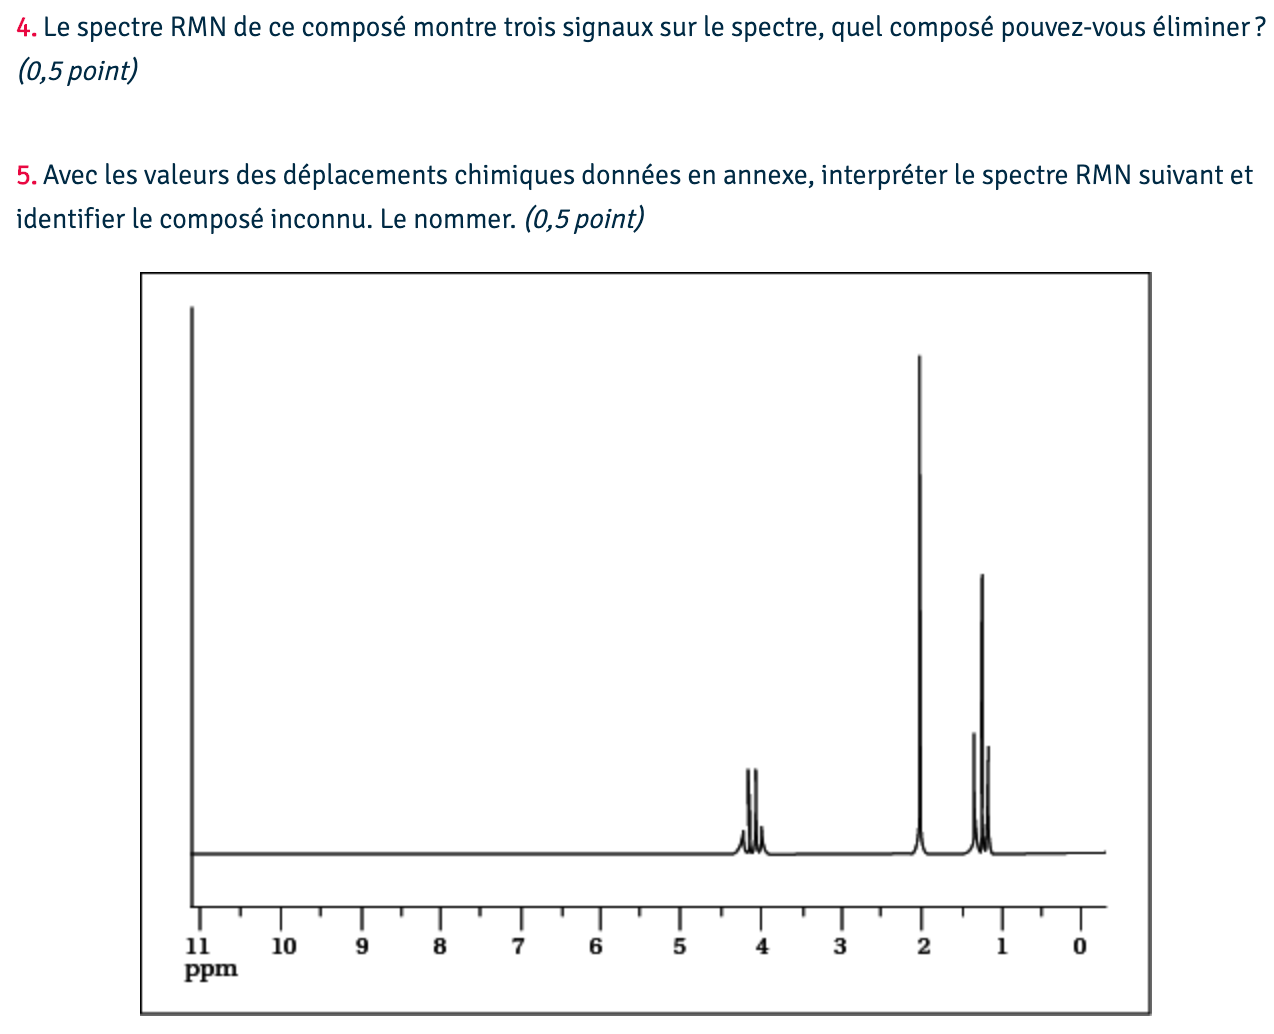 4. Le spectre RMN de ce composé montre trois signaux sur le spectre, quel composé pouvez-vous éliminer ?
(0,5 point)
5. Avec les valeurs des déplacements chimiques données en annexe, interpréter le spectre RMN suivant et
identifier le composé inconnu. Le nommer. (0,5 point)
11 10 9 8 7 6 5 4 3 2 1 0
ppm